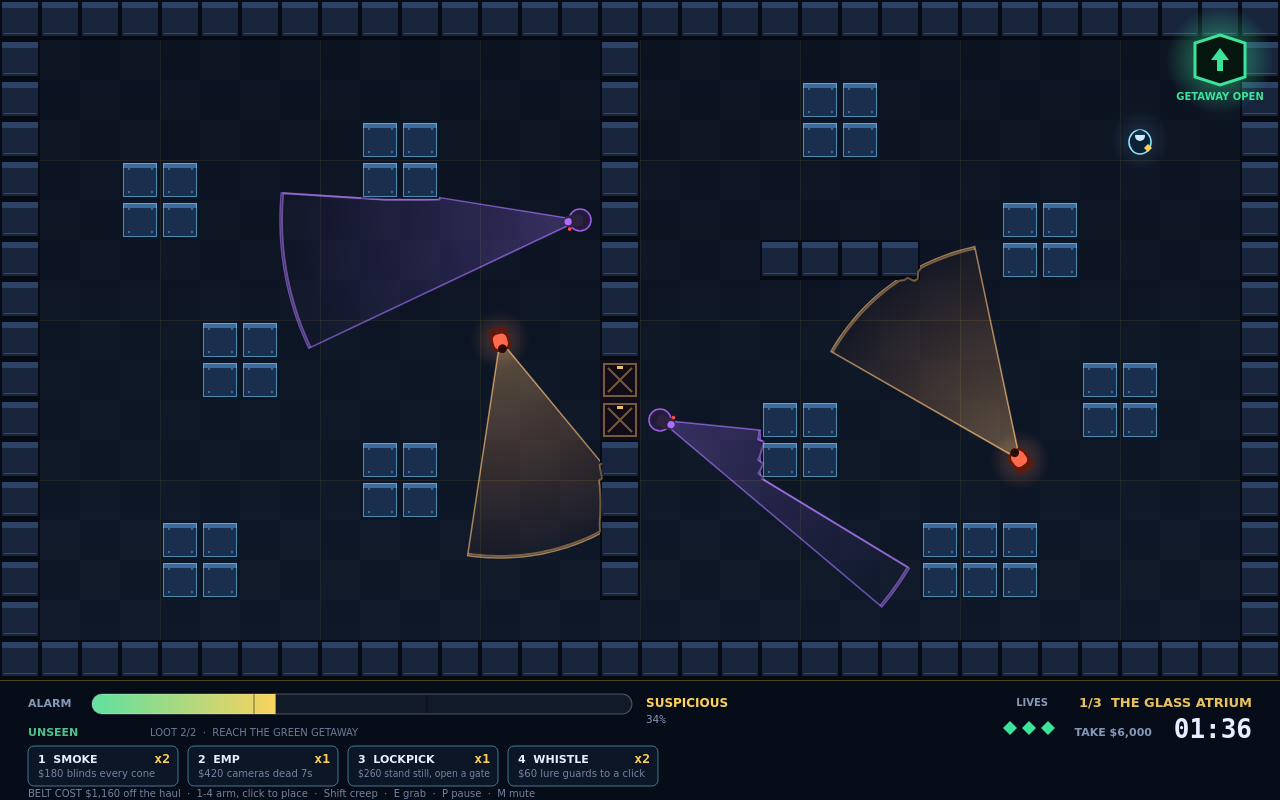 GETAWAY OPEN
ALARM
SUSPICIOUS
34%
LIVES
1/3 THE GLASS ATRIUM
UNSEEN
LOOT 2/2 · REACH THE GREEN GETAWAY
TAKE $6,000
01:36
1 SMOKE x2
$180 blinds every cone
2 EMP x1
$420 cameras dead 7s
3 LOCKPICK x1
$260 stand still, open a gate
4 WHISTLE x2
$60 lure guards to a click
BELT COST $1,160 off the haul · 1-4 arm, click to place · Shift creep · E grab · P pause · M mute